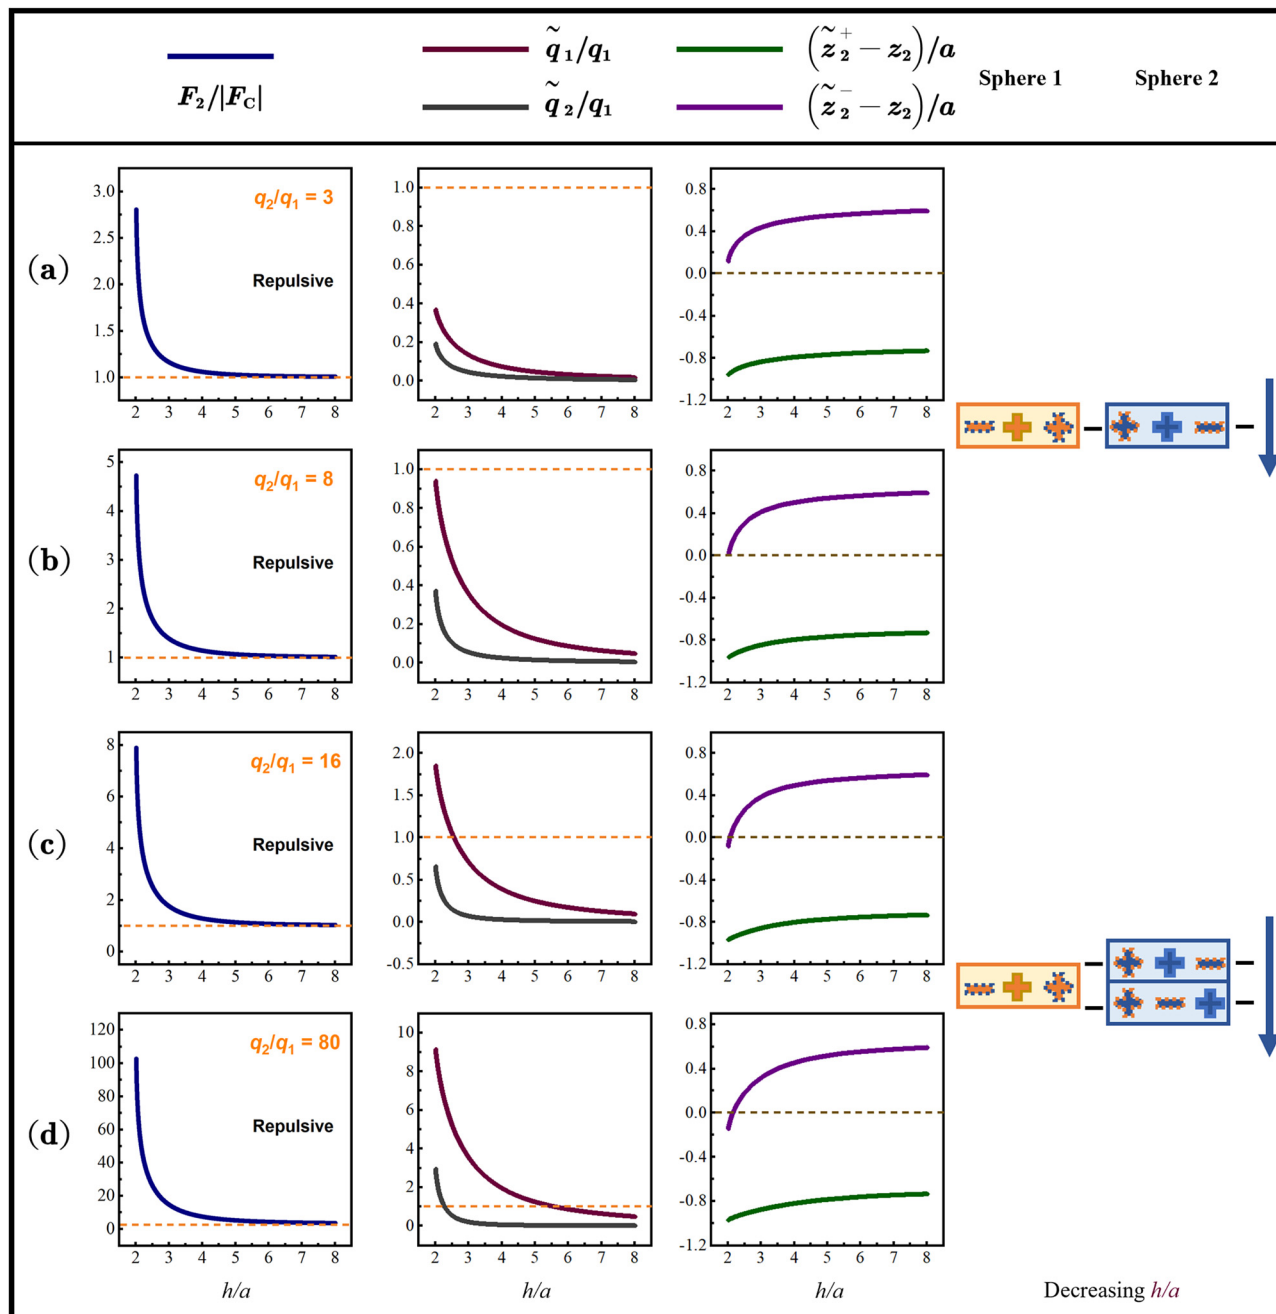 F₂/|F_C|
q̃₁/q₁
q̃₂/q₁
(z̃₂⁺ − z₂)/a
(z̃₂⁻ − z₂)/a
Sphere 1
Sphere 2
(a)
3.0
2.5
2.0
1.5
1.0
q₂/q₁ = 3
Repulsive
2 3 4 5 6 7 8
1.0
0.8
0.6
0.4
0.2
0.0
2 3 4 5 6 7 8
0.8
0.4
0.0
-0.4
-0.8
-1.2
2 3 4 5 6 7 8
(b)
5
4
3
2
1
q₂/q₁ = 8
Repulsive
2 3 4 5 6 7 8
1.0
0.8
0.6
0.4
0.2
0.0
2 3 4 5 6 7 8
0.8
0.4
0.0
-0.4
-0.8
-1.2
2 3 4 5 6 7 8
(c)
8
6
4
2
0
q₂/q₁ = 16
Repulsive
2 3 4 5 6 7 8
2.0
1.5
1.0
0.5
0.0
-0.5
2 3 4 5 6 7 8
0.8
0.4
0.0
-0.4
-0.8
-1.2
2 3 4 5 6 7 8
(d)
120
100
80
60
40
20
0
q₂/q₁ = 80
Repulsive
2 3 4 5 6 7 8
10
8
6
4
2
0
2 3 4 5 6 7 8
0.8
0.4
0.0
-0.4
-0.8
-1.2
2 3 4 5 6 7 8
h/a
h/a
h/a
Decreasing h/a